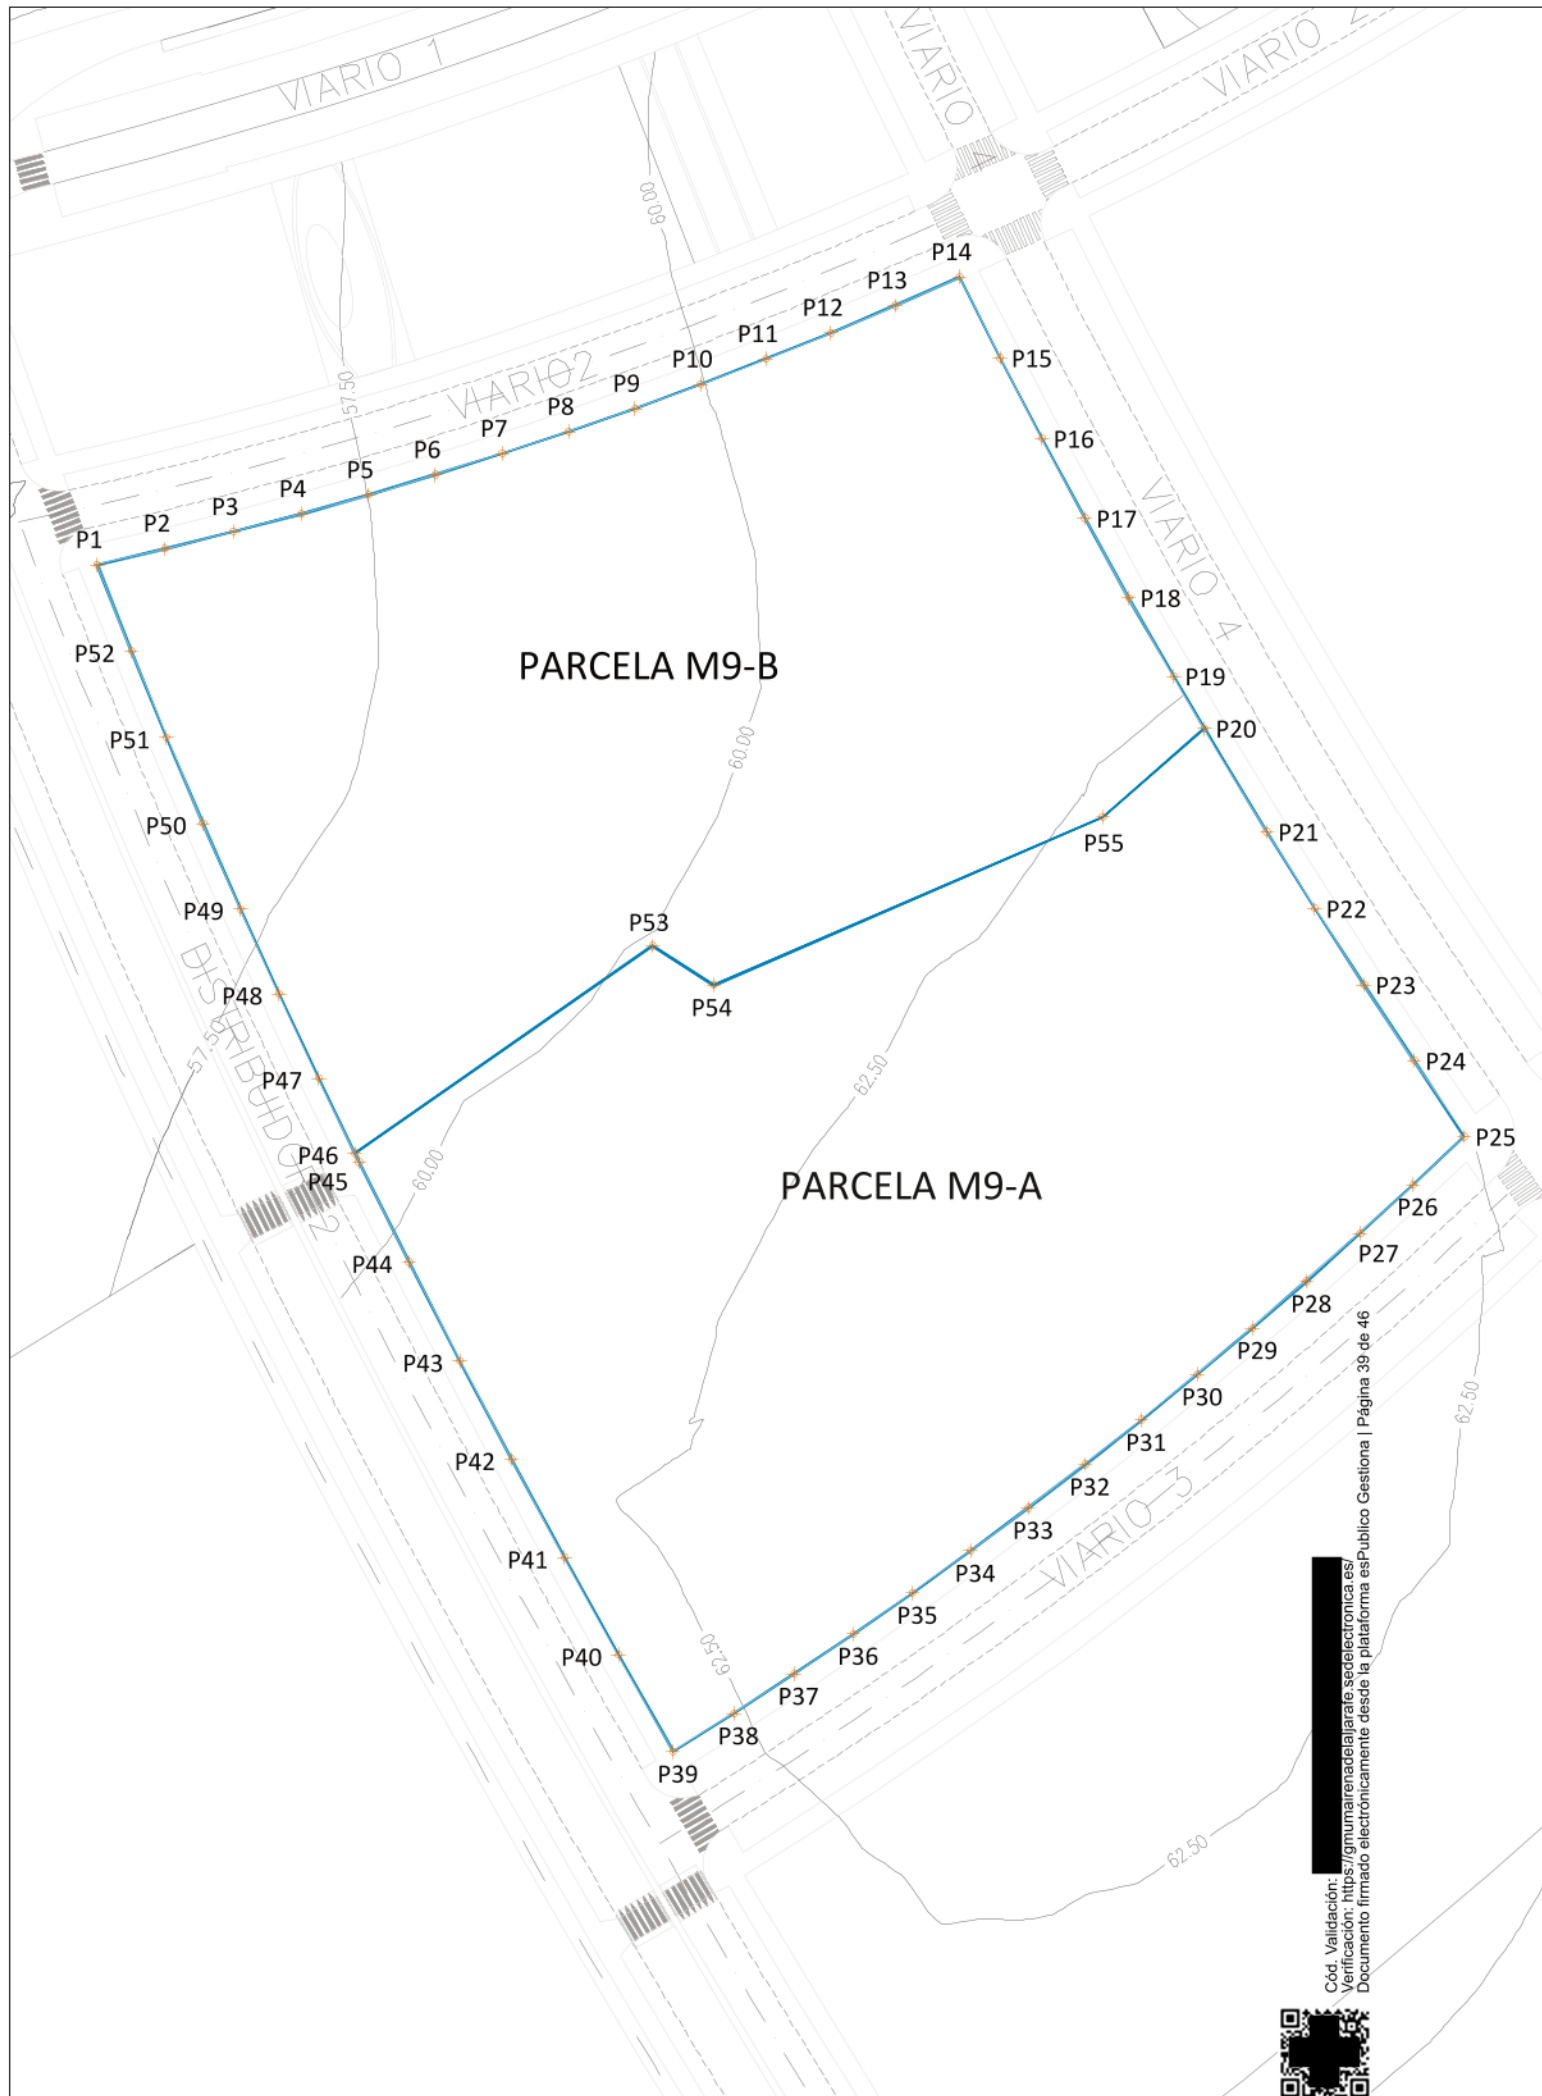 VIARIO 1
VIARIO 4
VIARIO 2
60.00
57.50
VIARIO2
P14
P13
P12
P11
P10
P9
P8
P7
P6
P5
P4
P3
P2
P1
P15
P16
P17
P18
P19
P20
VIARIO 4
P52
P51
P50
P49
P48
P47
P46
P45
PARCELA M9-B
60.00
P21
P22
P23
P24
P25
P53
P54
P55
DISTRIBUIDOR 2
57.50
60.00
62.50
PARCELA M9-A
P26
P27
P28
P29
P30
P31
P32
P33
P34
P35
P36
P37
P38
P39
P44
P43
P42
P41
P40
VIARIO 3
62.50
62.50
62.50
Cód. Validación:
Verificación: https://gmumairenadelaljarafe.sedelectronica.es/
Documento firmado electrónicamente desde la plataforma esPublico Gestiona | Página 39 de 46